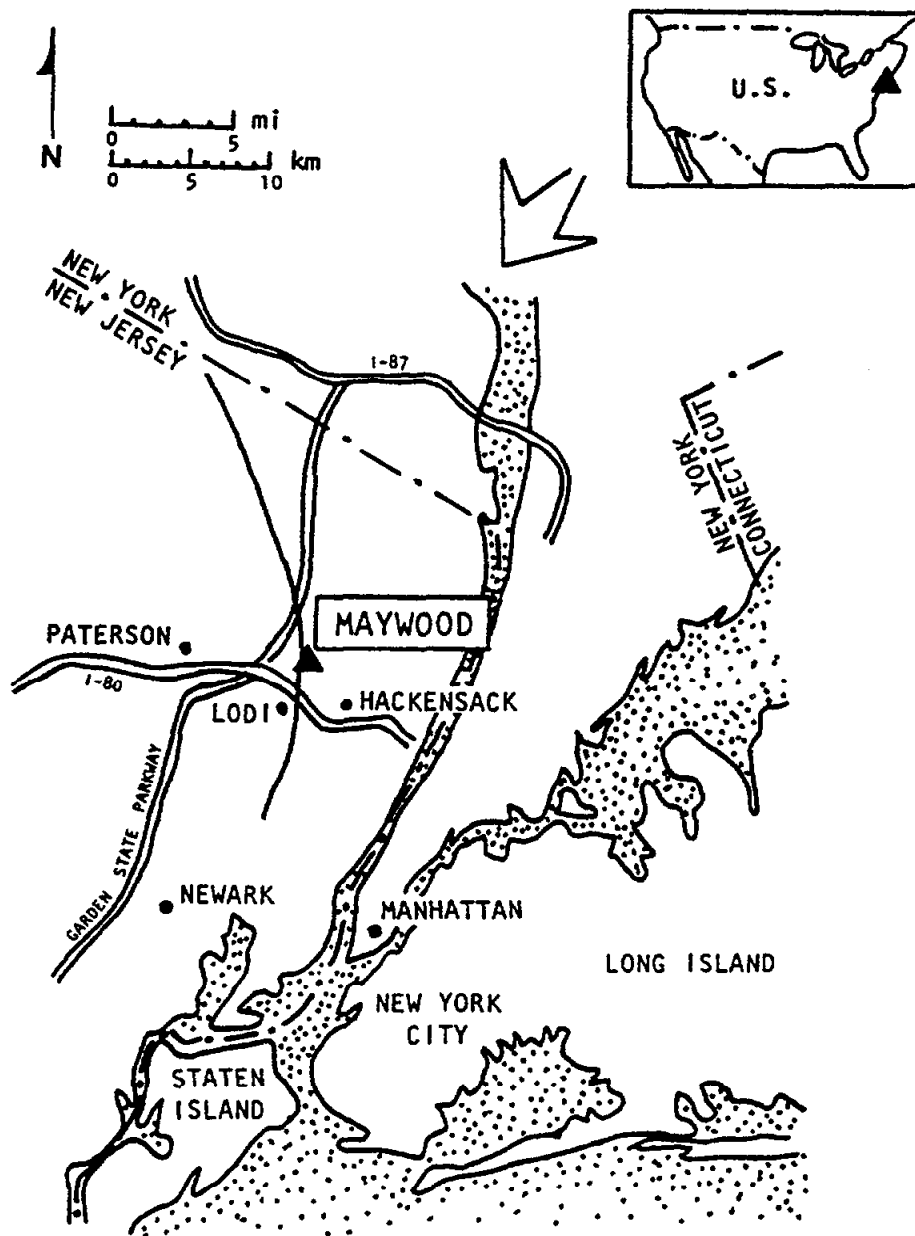 U.S.
mi
0 5
km
0 5 10
N
NEW YORK
NEW JERSEY
I-87
NEW YORK
CONNECTICUT
MAYWOOD
PATERSON
I-80
LODI
HACKENSACK
GARDEN STATE PARKWAY
NEWARK
MANHATTAN
LONG ISLAND
NEW YORK
CITY
STATEN
ISLAND